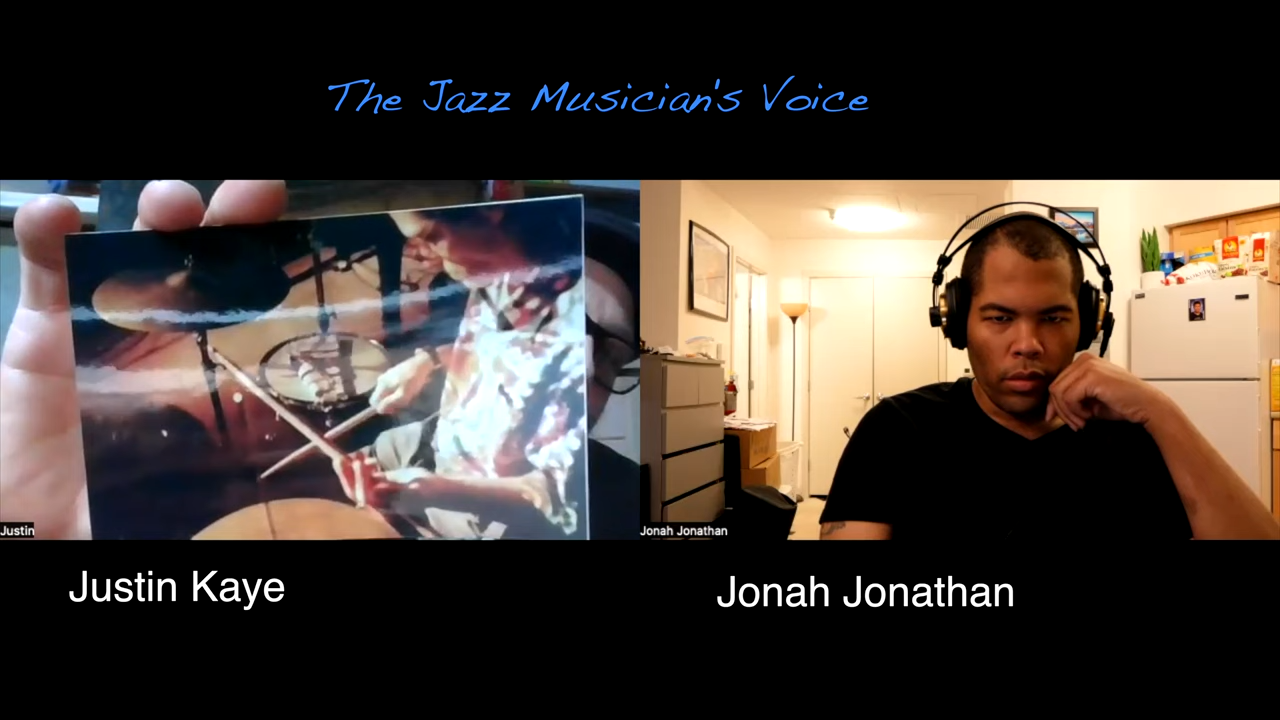 The Jazz Musician's Voice
Justin
Jonah Jonathan
Justin Kaye
Jonah Jonathan